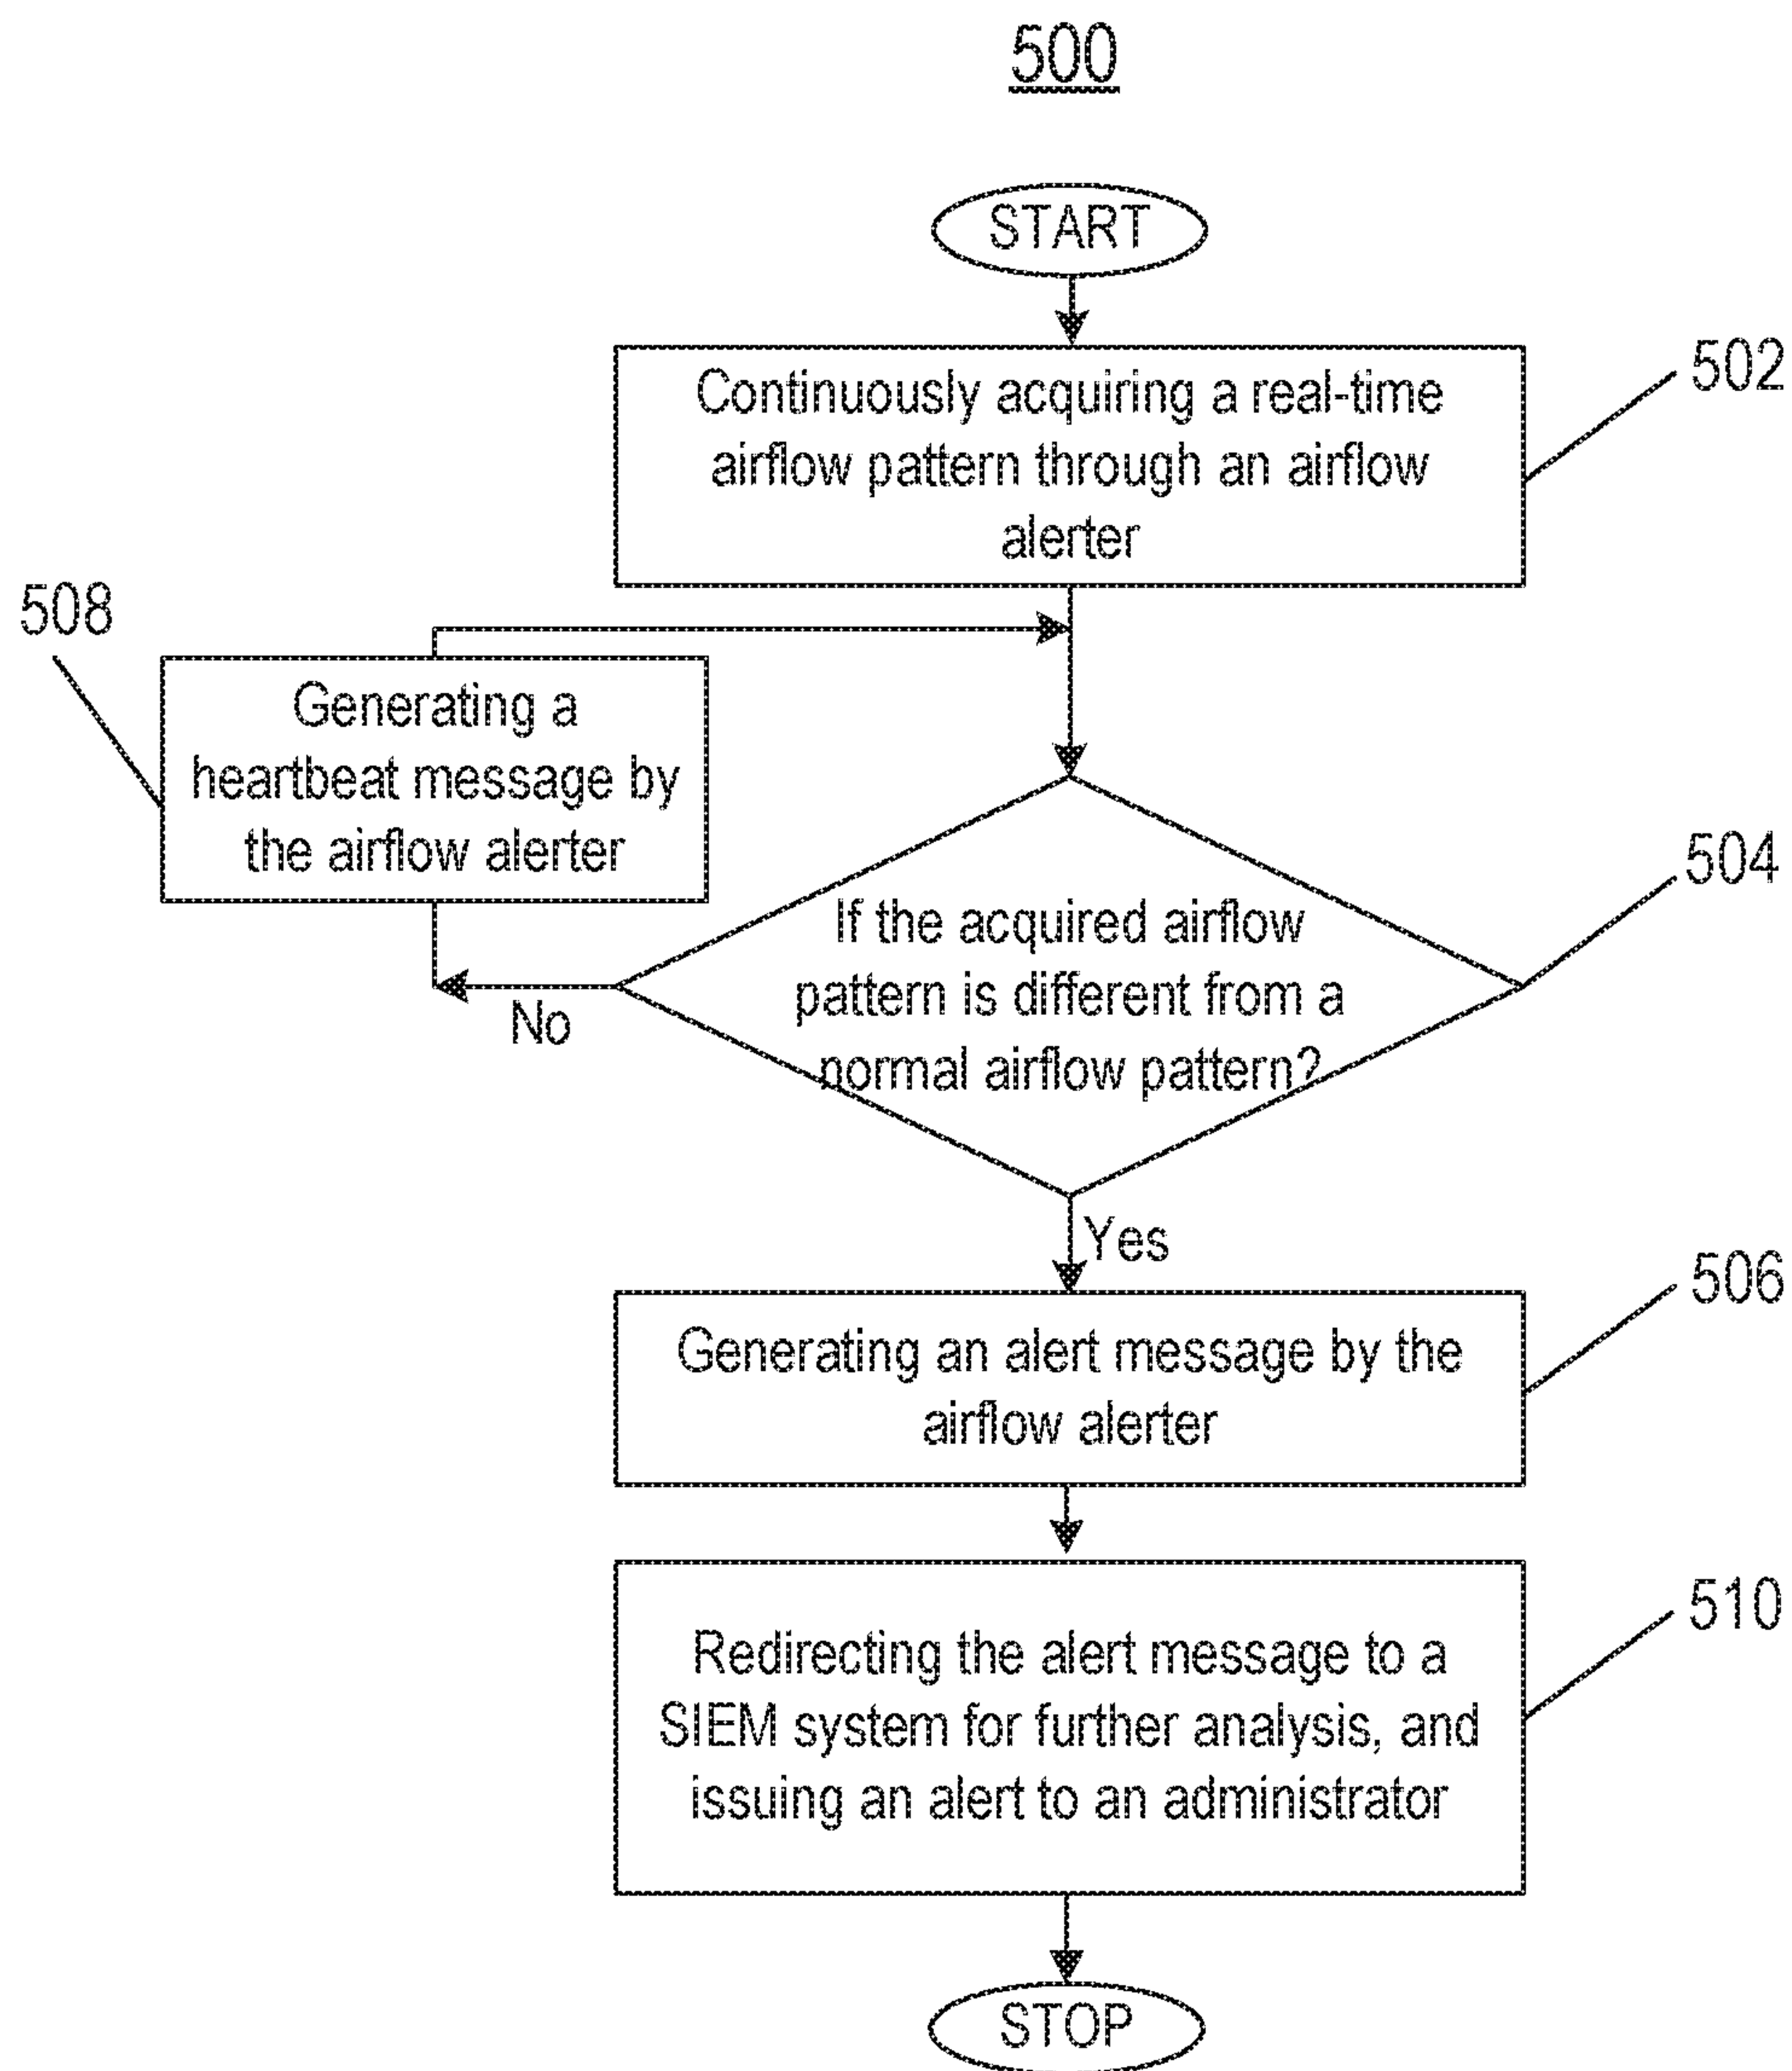 500
START
Continuously acquiring a real-time
airflow pattern through an airflow
alerter
502
508
Generating a
heartbeat message by
the airflow alerter
504
If the acquired airflow
pattern is different from a
normal airflow pattern?
No
Yes
506
Generating an alert message by the
airflow alerter
510
Redirecting the alert message to a
SIEM system for further analysis, and
issuing an alert to an administrator
STOP